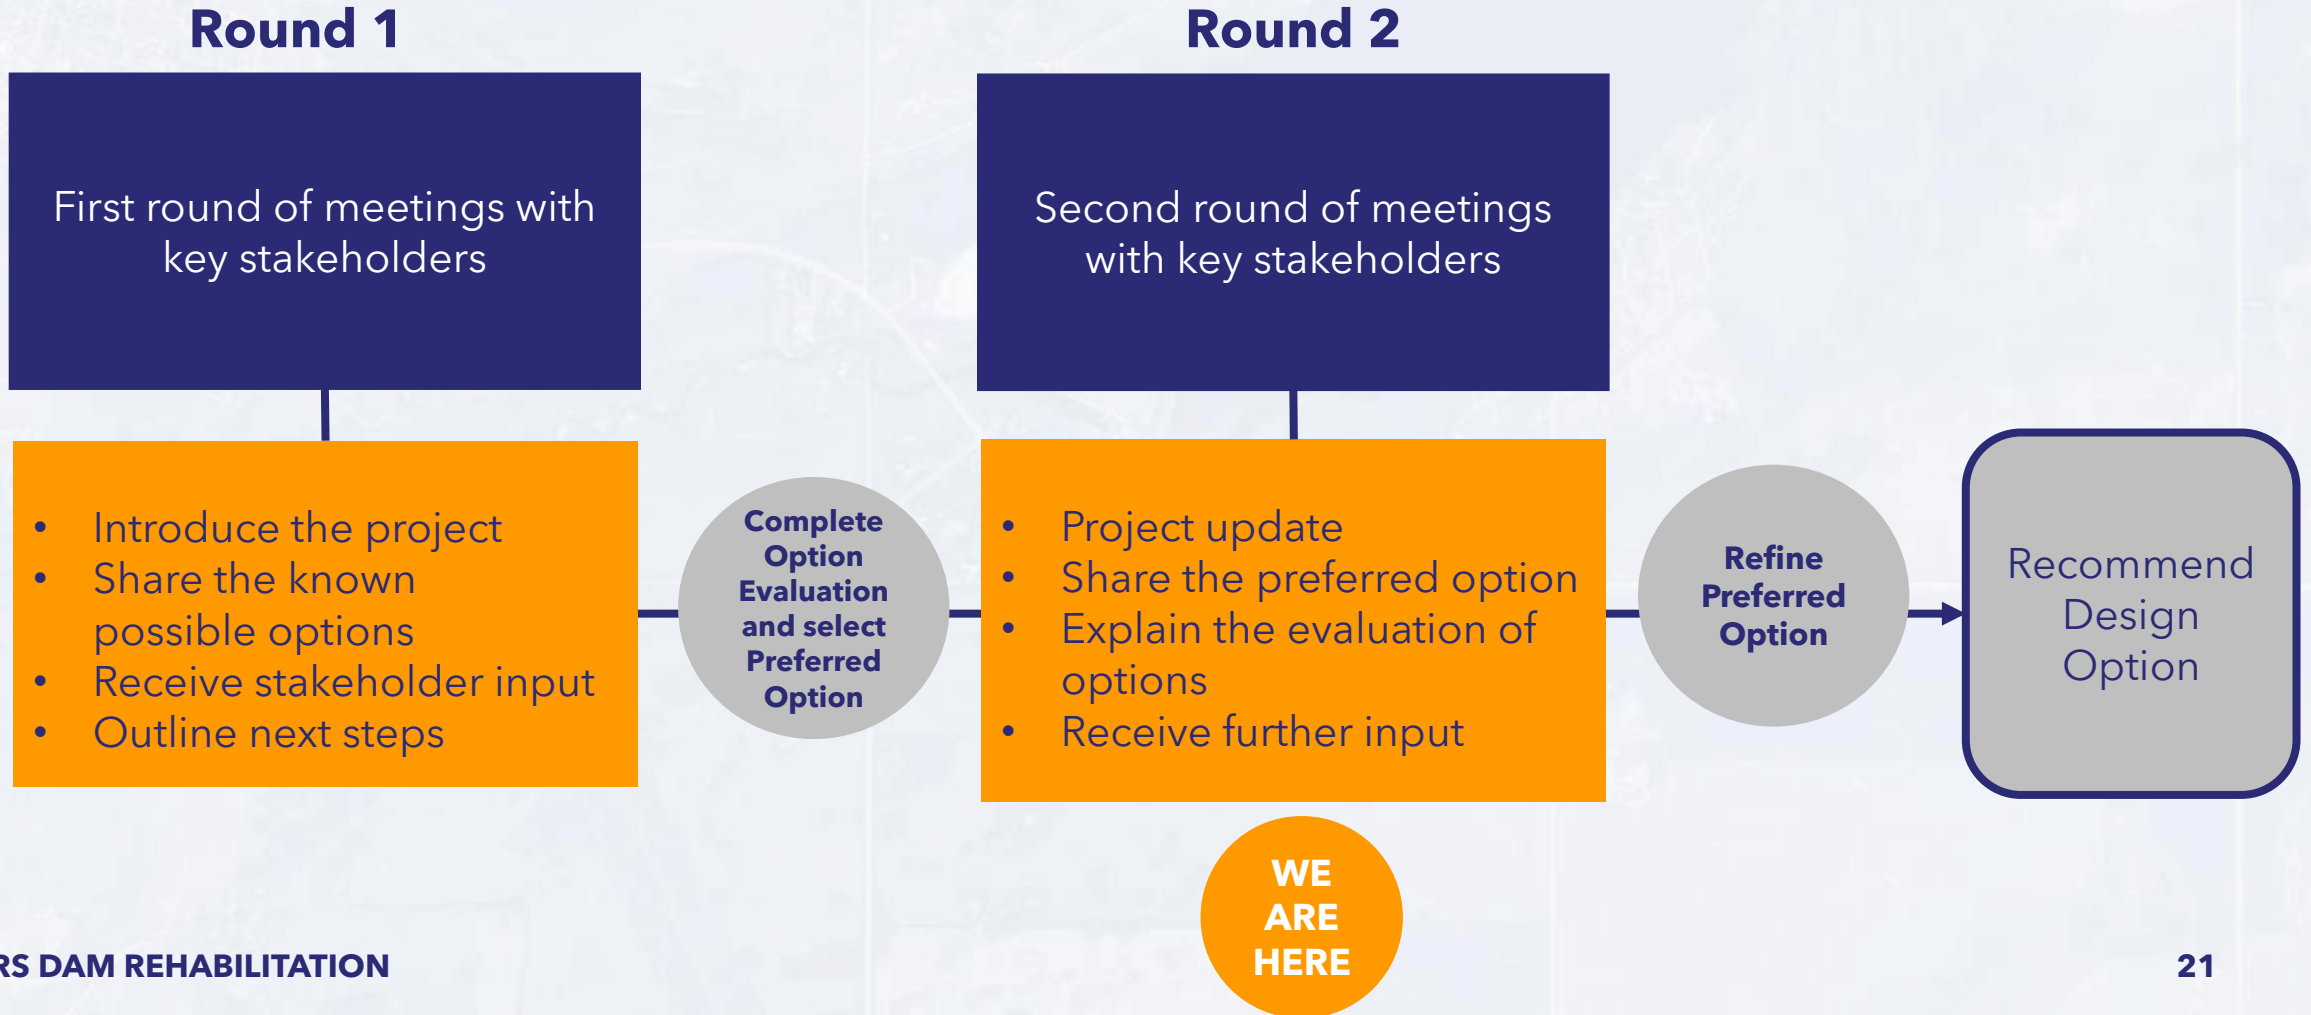 Round 1
First round of meetings with
key stakeholders
• Introduce the project
• Share the known
possible options
• Receive stakeholder input
• Outline next steps
Complete
Option
Evaluation
and select
Preferred
Option
Round 2
Second round of meetings
with key stakeholders
• Project update
• Share the preferred option
• Explain the evaluation of
options
• Receive further input
WE
ARE
HERE
Refine
Preferred
Option
Recommend
Design
Option
RS DAM REHABILITATION
21